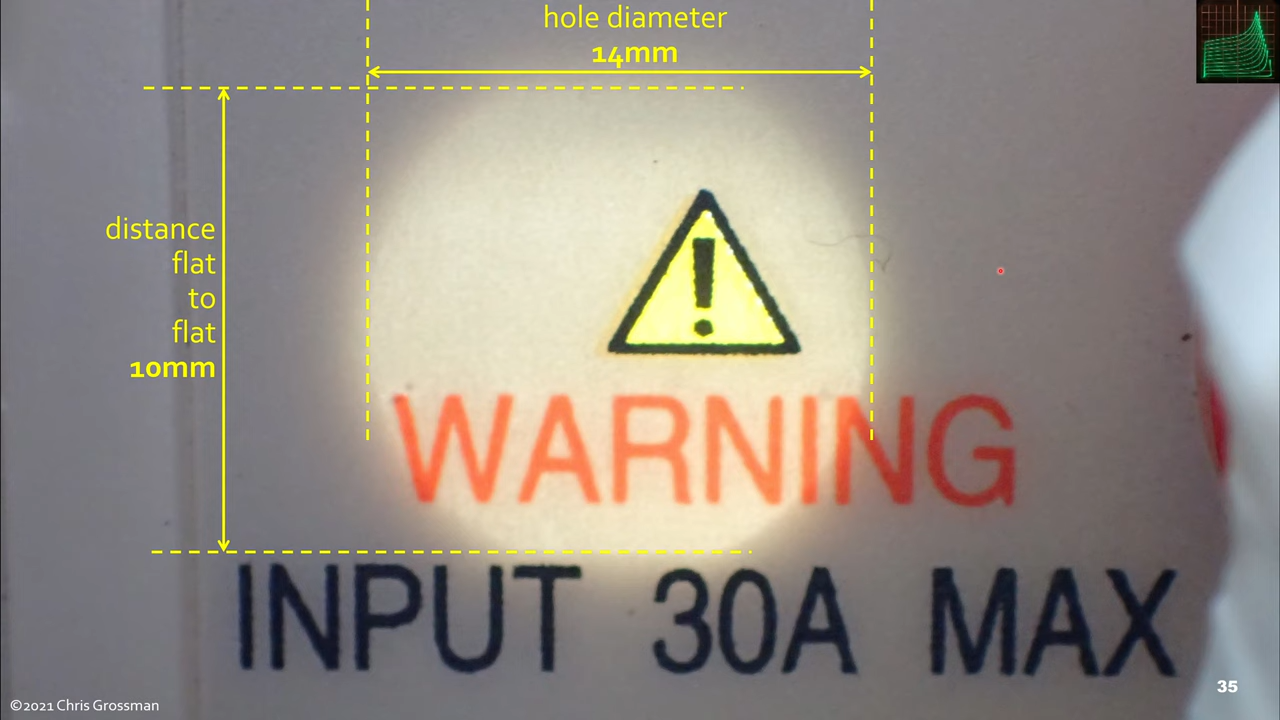 hole diameter
14mm
distance
flat
to
flat
10mm
!
WARNING
INPUT 30A MAX
35
©2021 Chris Grossman